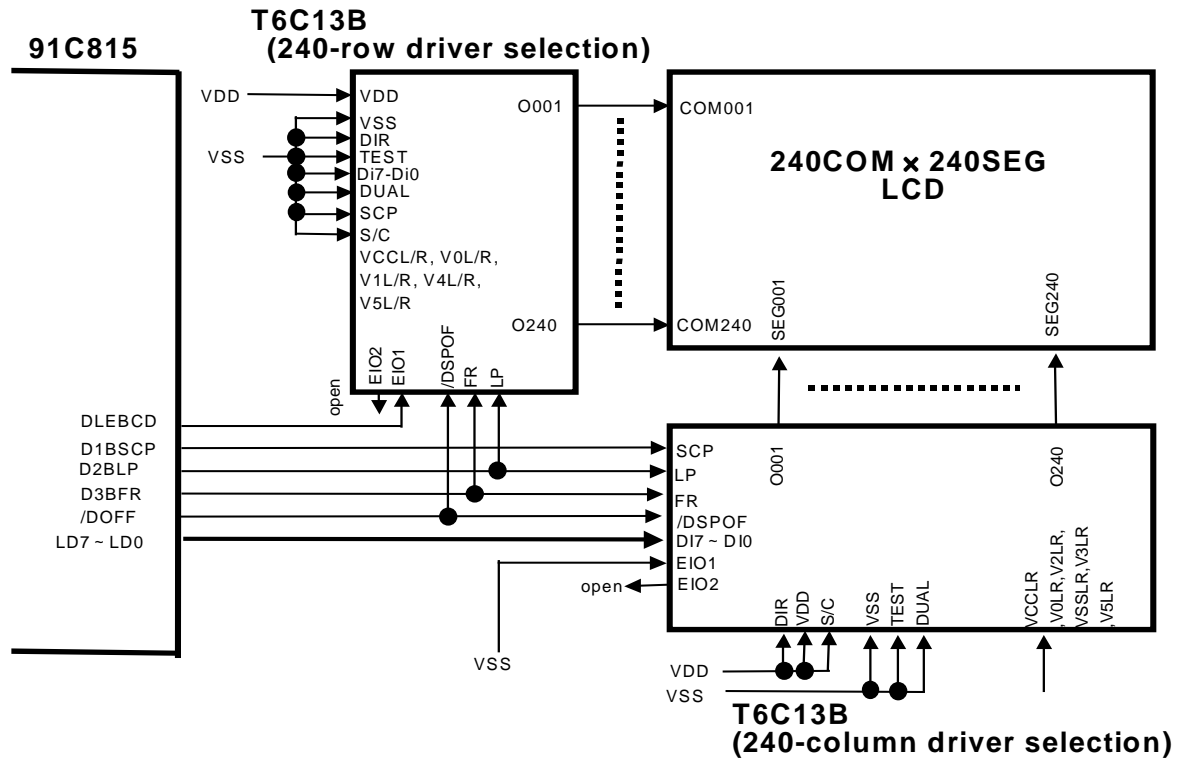 T6C13B
(240-row driver selection)
91C815
VDD
VSS
VDD
VSS
DIR
TEST
Di7-Di0
DUAL
SCP
S/C
VCCL/R, V0L/R,
V1L/R, V4L/R,
V5L/R
O001
O240
EIO2
EIO1
/DSPOF
FR
LP
open
COM001
240COM × 240SEG
LCD
COM240
SEG001
SEG240
DLEBCD
D1BSCP
D2BLP
D3BFR
/DOFF
LD7 ~ LD0
SCP
LP
FR
/DSPOF
DI7 ~ DI0
EIO1
EIO2
open
VSS
O001
O240
DIR
VDD
S/C
VSS
TEST
DUAL
VCCLR
,V0LR,V2LR,
VSSLR,V3LR
,V5LR
VDD
VSS
T6C13B
(240-column driver selection)